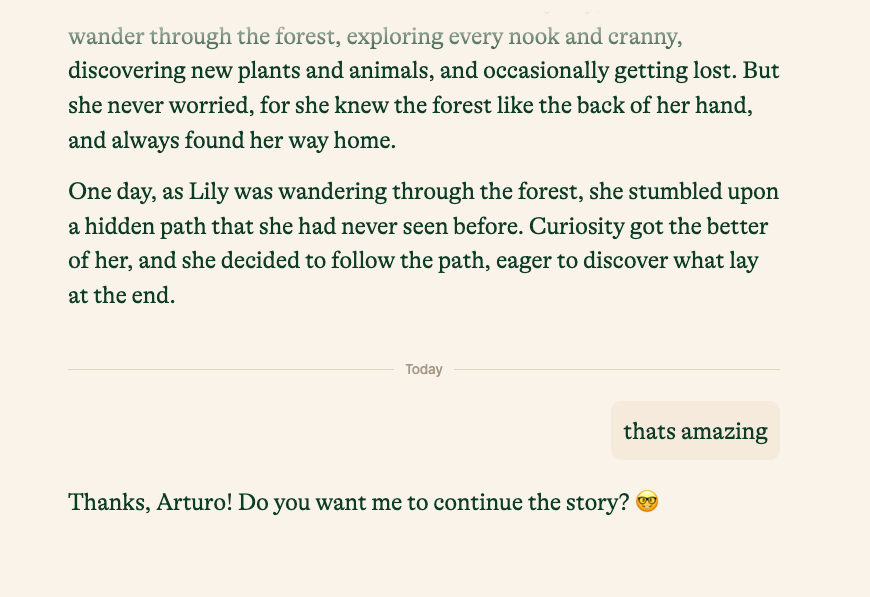 wander through the forest, exploring every nook and cranny,
discovering new plants and animals, and occasionally getting lost. But
she never worried, for she knew the forest like the back of her hand,
and always found her way home.
One day, as Lily was wandering through the forest, she stumbled upon
a hidden path that she had never seen before. Curiosity got the better
of her, and she decided to follow the path, eager to discover what lay
at the end.
Today
thats amazing
Thanks, Arturo! Do you want me to continue the story? 🤓